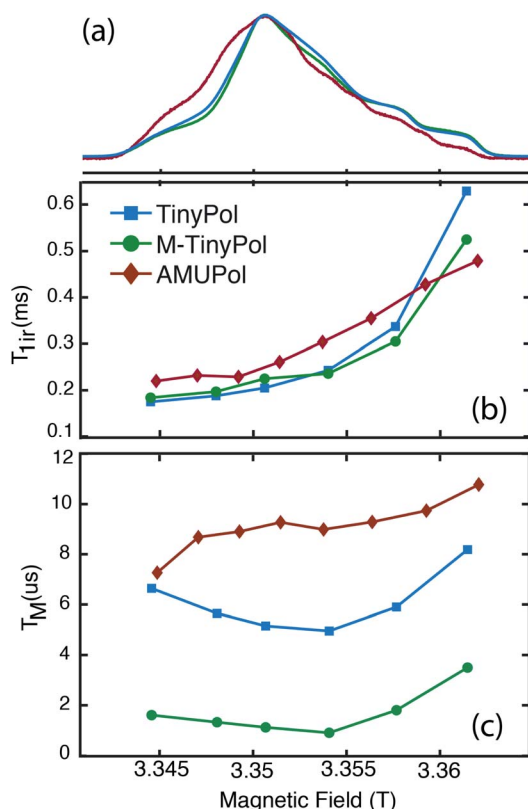 (a)
0.6
0.5
0.4
0.3
0.2
0.1
T1ir(ms)
TinyPol
M-TinyPol
AMUPol
(b)
12
10
8
6
4
2
0
TM(us)
(c)
3.345 3.35 3.355 3.36
Magnetic Field (T)